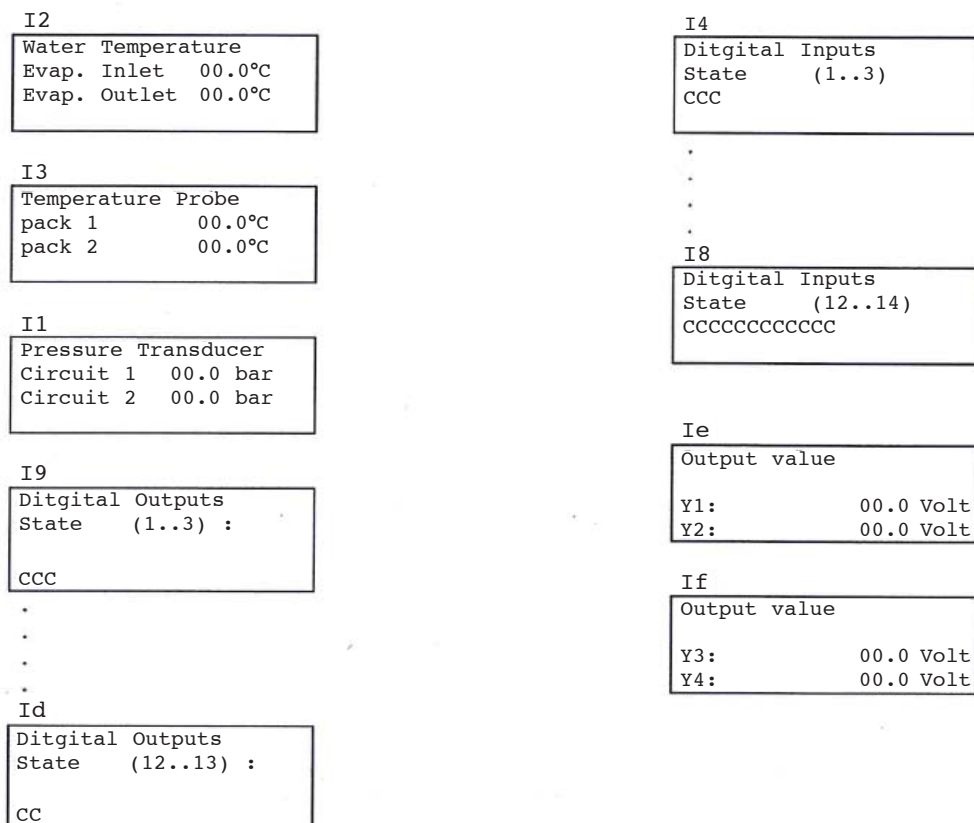 I2
Water Temperature
Evap. Inlet 00.0°C
Evap. Outlet 00.0°C
I3
Temperature Probe
pack 1 00.0°C
pack 2 00.0°C
I1
Pressure Transducer
Circuit 1 00.0 bar
Circuit 2 00.0 bar
I9
Ditgital Outputs
State (1..3) :
CCC
.
.
.
.
Id
Ditgital Outputs
State (12..13) :
CC
I4
Ditgital Inputs
State (1..3)
CCC
.
.
.
.
I8
Ditgital Inputs
State (12..14)
CCCCCCCCCCCC
Ie
Output value
Y1: 00.0 Volt
Y2: 00.0 Volt
If
Output value
Y3: 00.0 Volt
Y4: 00.0 Volt